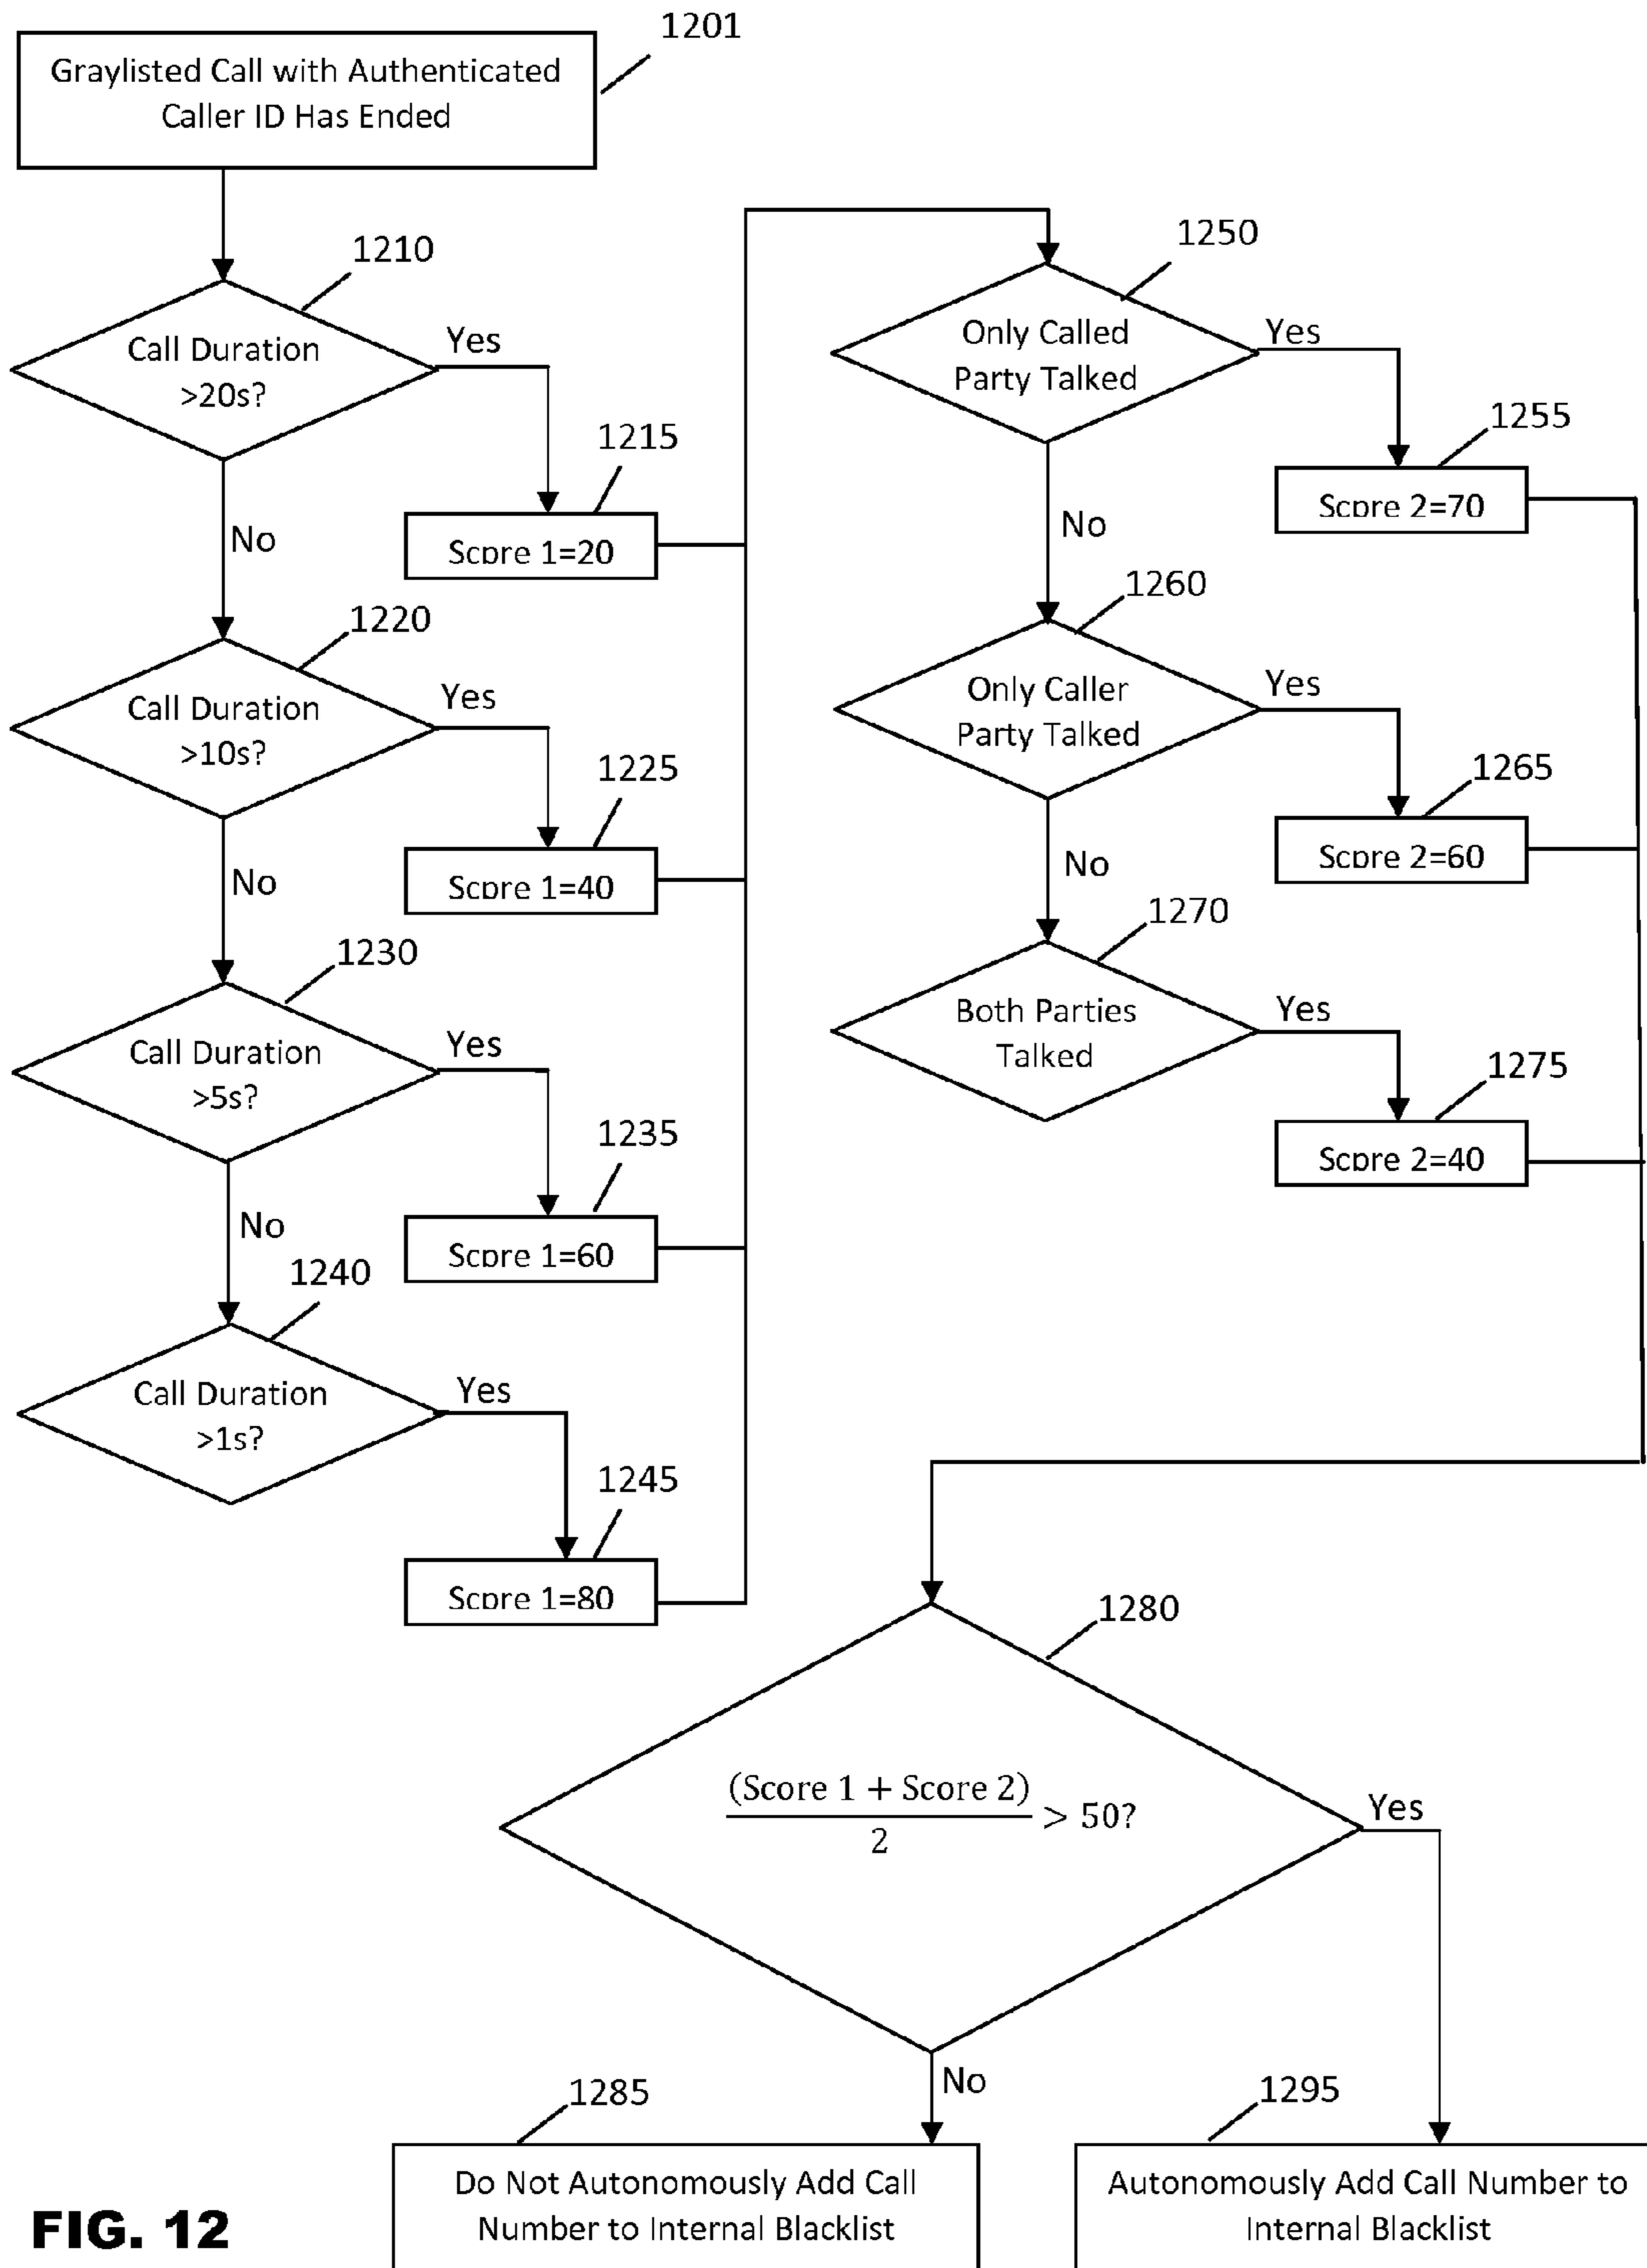 1201
Graylisted Call with Authenticated
Caller ID Has Ended
1210
Call Duration
>20s?
Yes
1215
Score 1=20
No
1220
Call Duration
>10s?
Yes
1225
Score 1=40
No
1230
Call Duration
>5s?
Yes
1235
Score 1=60
No
1240
Call Duration
>1s?
Yes
1245
Score 1=80
1250
Only Called
Party Talked
Yes
1255
Score 2=70
No
1260
Only Caller
Party Talked
Yes
1265
Score 2=60
No
1270
Both Parties
Talked
Yes
1275
Score 2=40
1280
(Score 1 + Score 2)
2
> 50?
Yes
No
1285
Do Not Autonomously Add Call
Number to Internal Blacklist
1295
Autonomously Add Call Number to
Internal Blacklist
FIG. 12